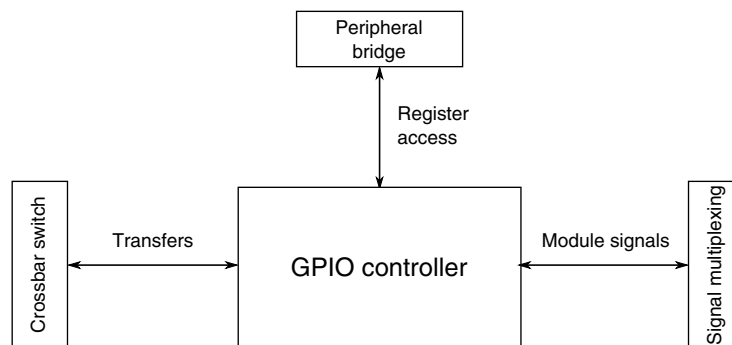 Peripheral
bridge
Register
access
Crossbar switch
Transfers
GPIO controller
Module signals
Signal multiplexing